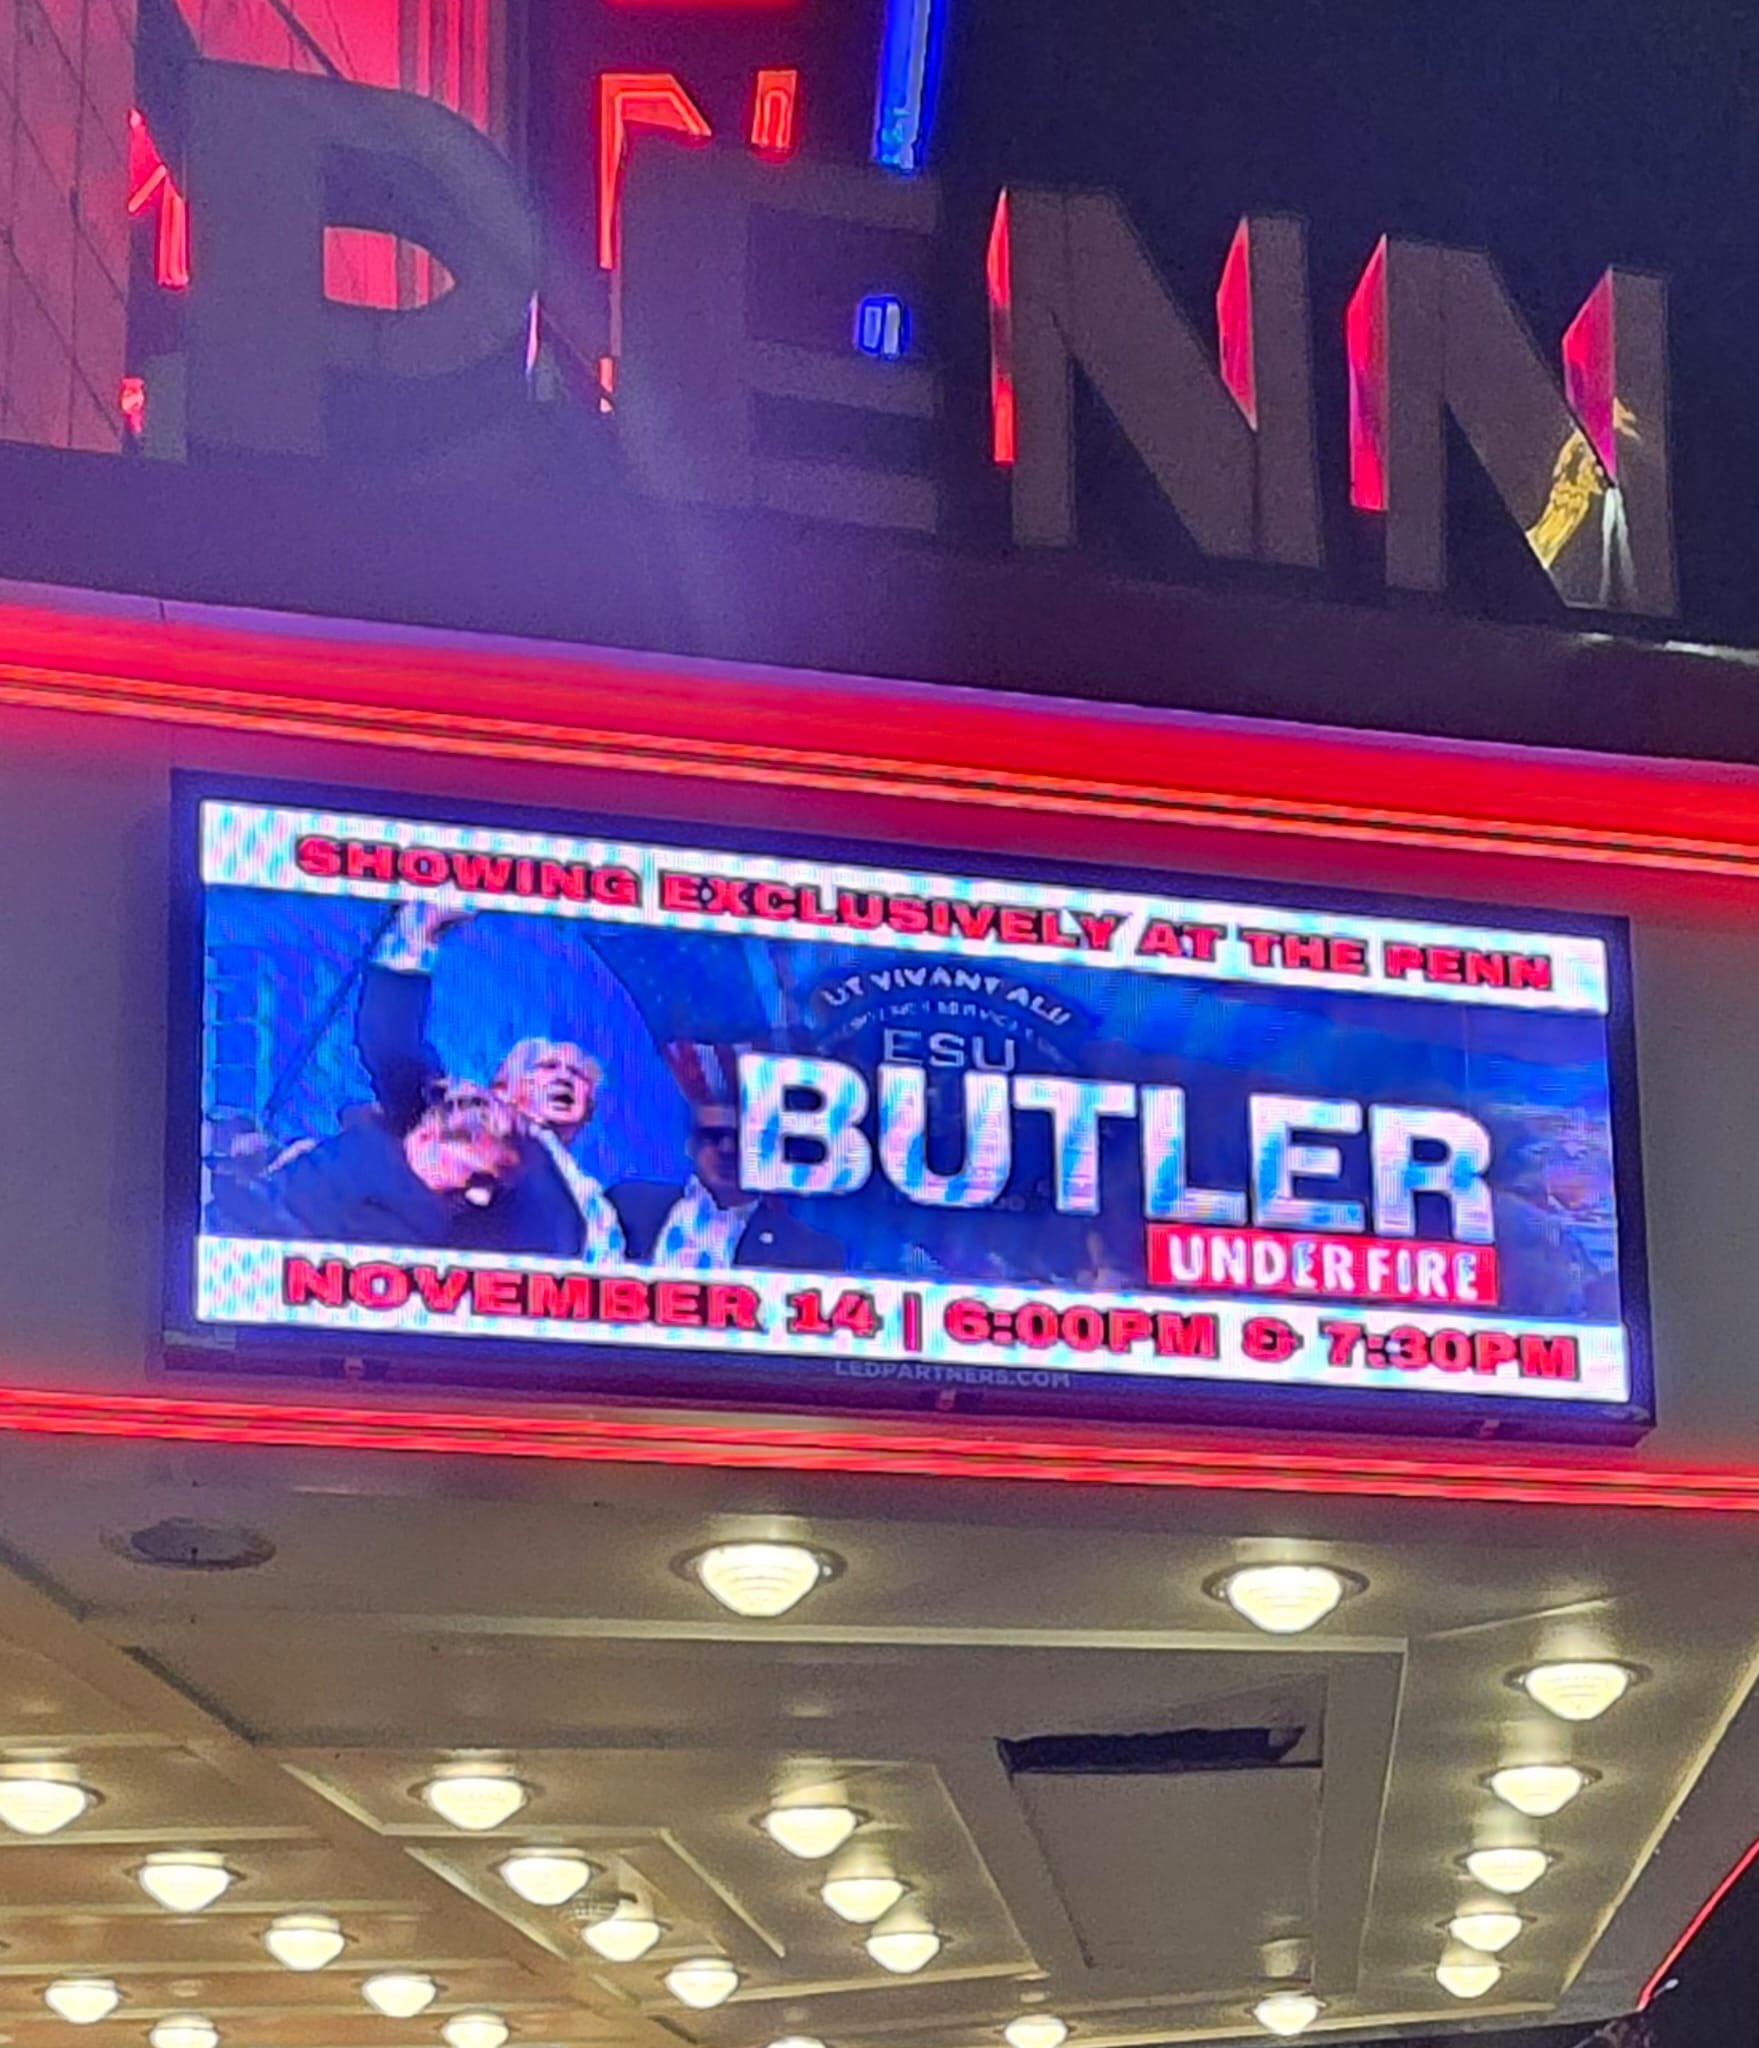 PENN
SHOWING EXCLUSIVELY AT THE PENN
UT VIVANT ALII
ESU
BUTLER
UNDER FIRE
NOVEMBER 14 | 6:00PM & 7:30PM
LEDPARTNERS.COM